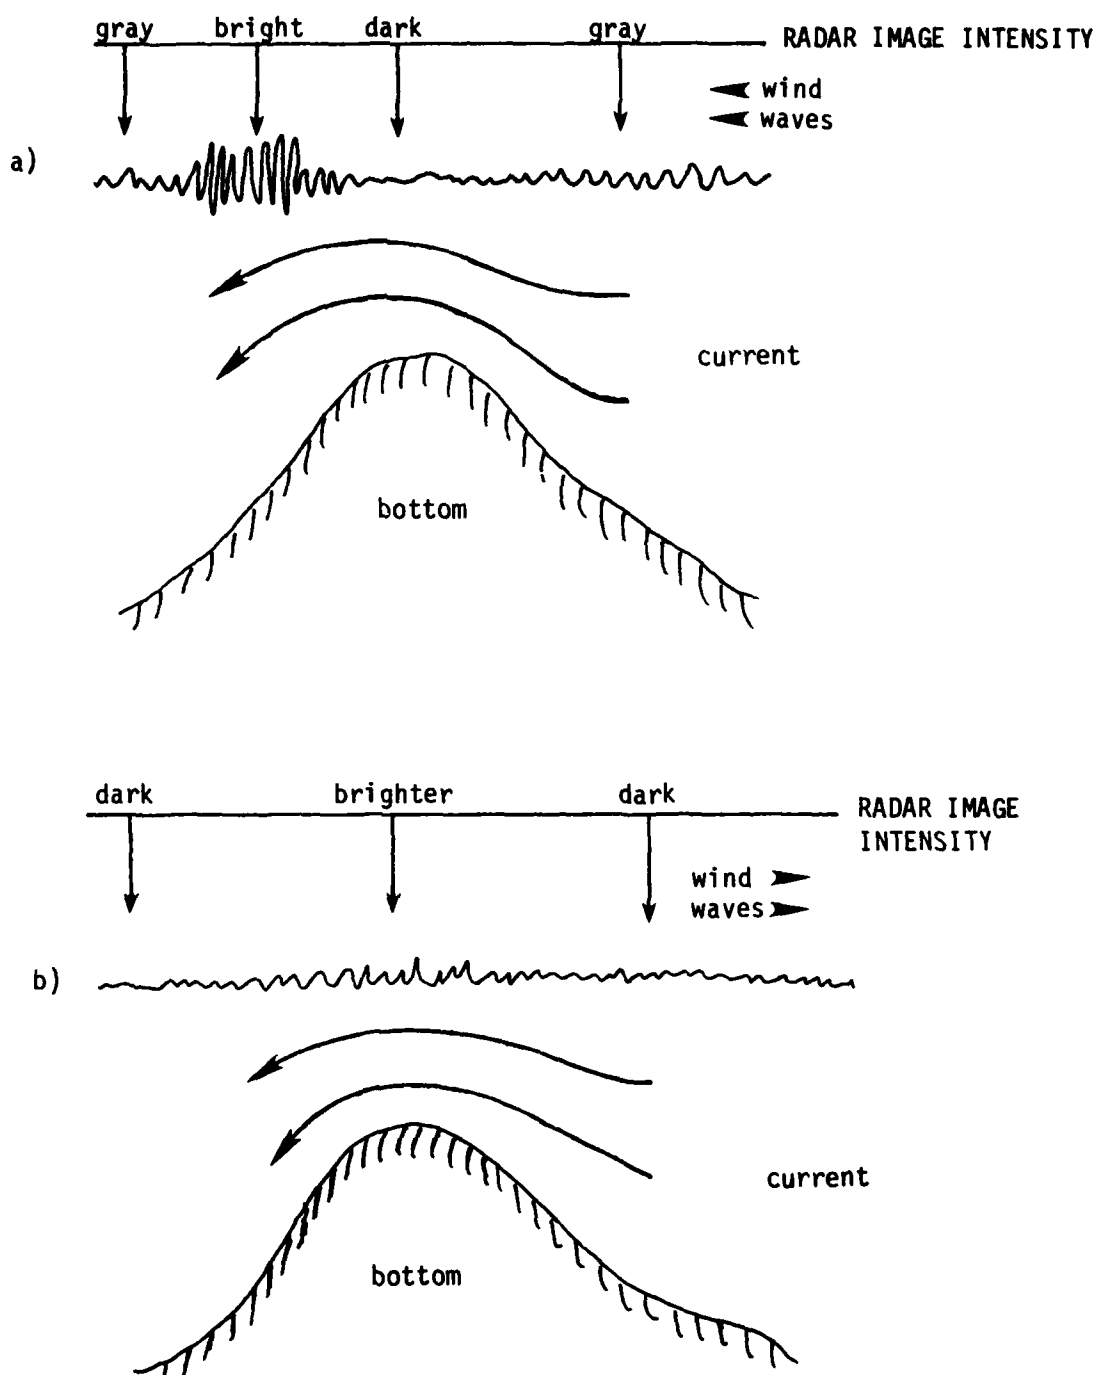 gray bright dark gray RADAR IMAGE INTENSITY
wind
waves
a)
current
bottom
dark brighter dark RADAR IMAGE
INTENSITY
wind
waves
b)
current
bottom